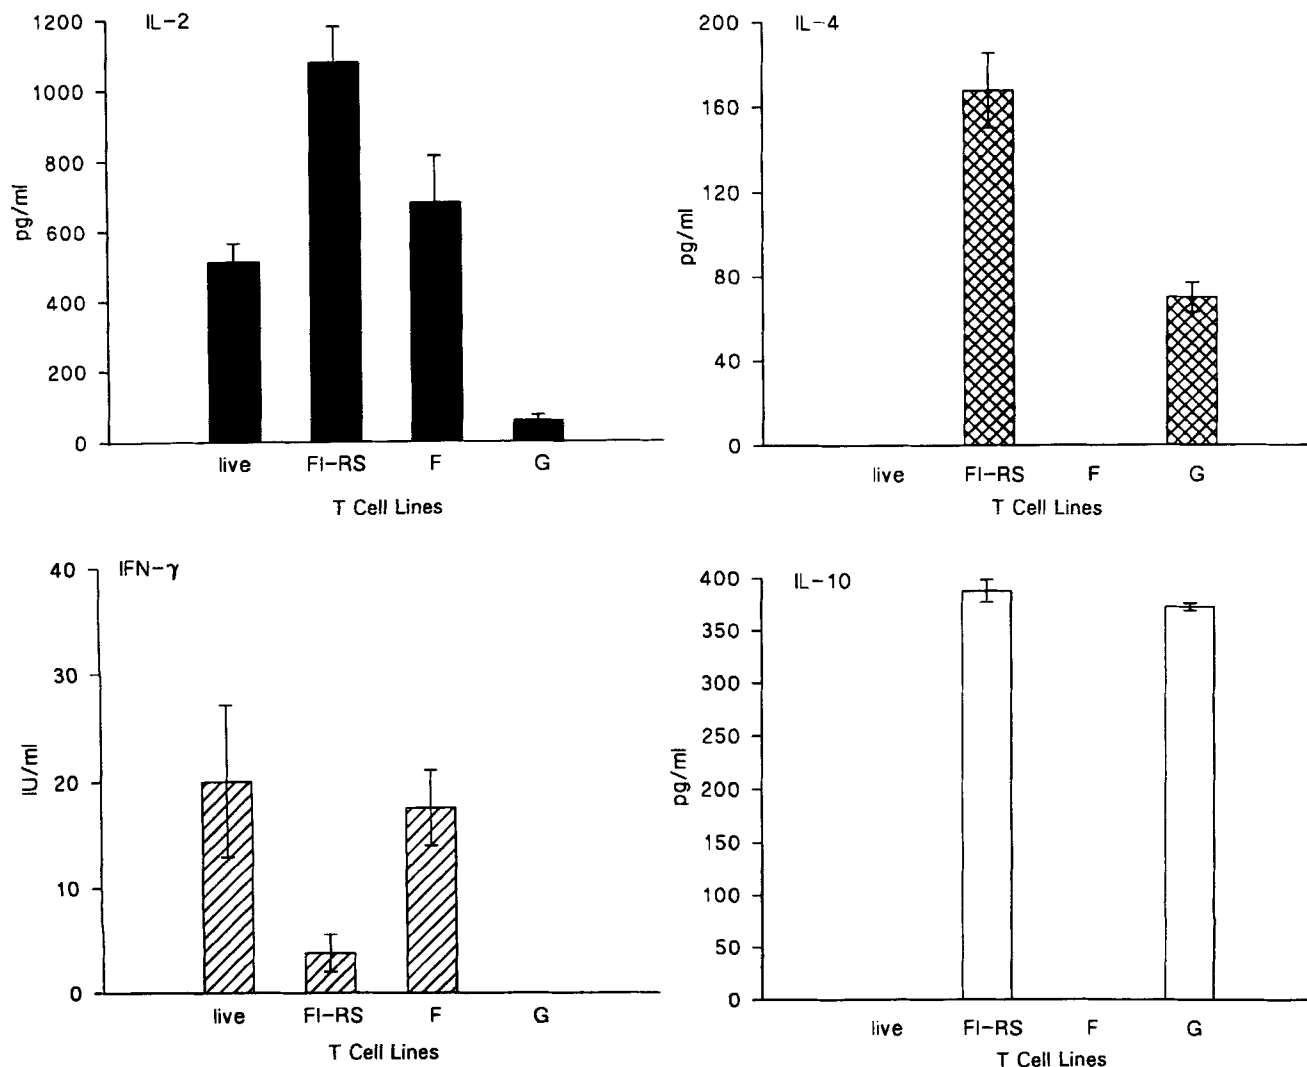 IL-2
1200
1000
800
600
400
200
0
pg/ml
live FI-RS F G
T Cell Lines
IL-4
200
160
120
80
40
0
pg/ml
live FI-RS F G
T Cell Lines
IFN-γ
40
30
20
10
0
IU/ml
live FI-RS F G
T Cell Lines
IL-10
400
350
300
250
200
150
100
50
0
pg/ml
live FI-RS F G
T Cell Lines